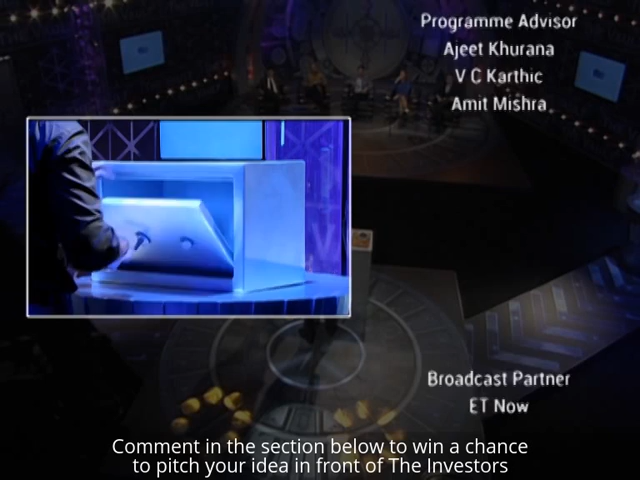 Programme Advisor
Ajeet Khurana
V C Karthic
Amit Mishra
Broadcast Partner
ET Now
Comment in the section below to win a chance
to pitch your idea in front of The Investors